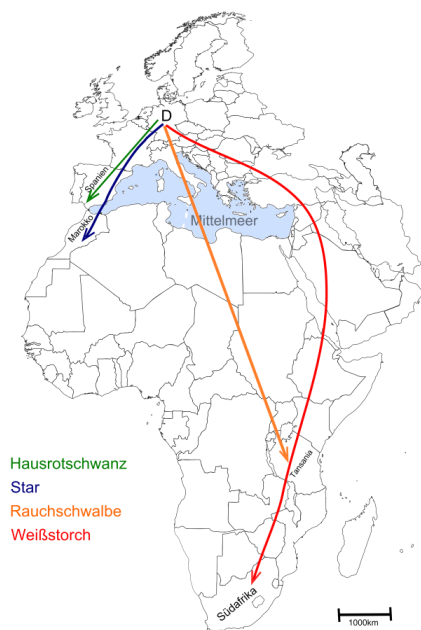 D
Spanien
Marokko
Mittelmeer
Tansania
Hausrotschwanz
Star
Rauchschwalbe
Weißstorch
Südafrika
1000km